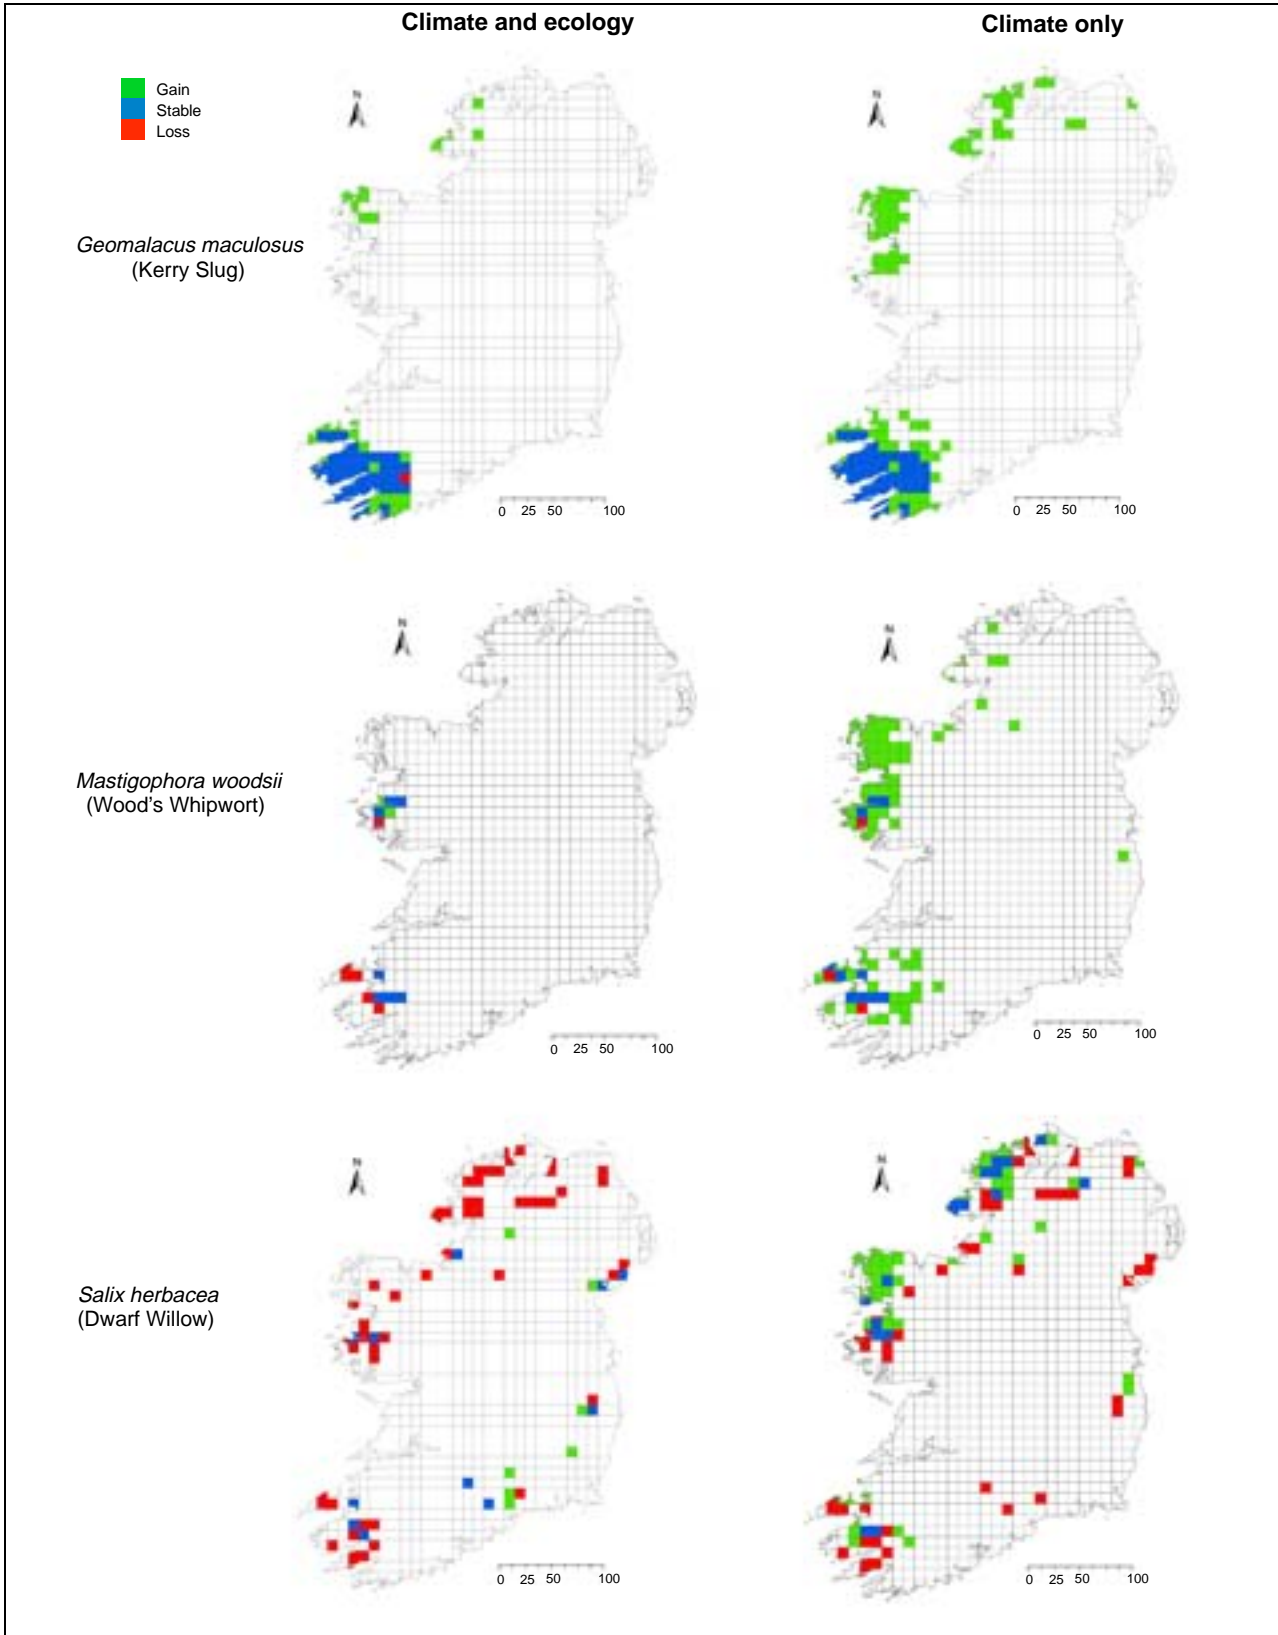 Climate and ecology
Climate only
Gain
Stable
Loss
N
N
Geomalacus maculosus
(Kerry Slug)
0 25 50 100
0 25 50 100
N
N
Mastigophora woodsii
(Wood's Whipwort)
0 25 50 100
0 25 50 100
N
N
Salix herbacea
(Dwarf Willow)
0 25 50 100
0 25 50 100